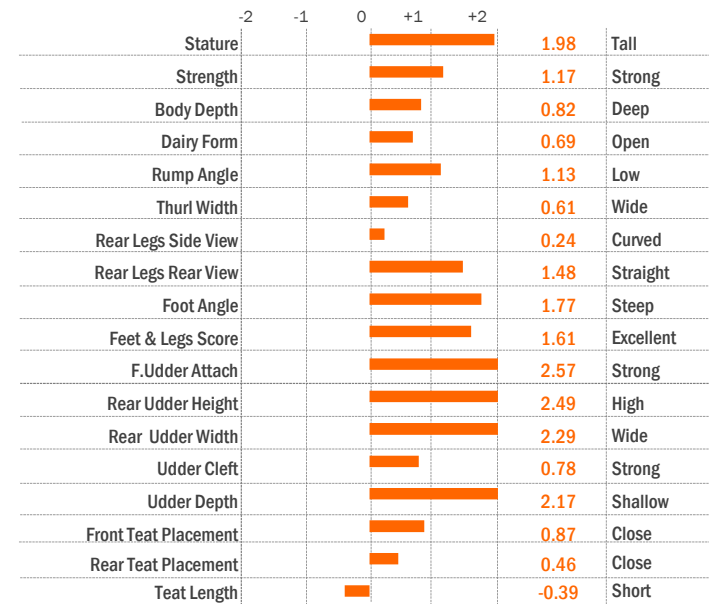 -2 -1 0 +1 +2
Stature 1.98 Tall
Strength 1.17 Strong
Body Depth 0.82 Deep
Dairy Form 0.69 Open
Rump Angle 1.13 Low
Thurl Width 0.61 Wide
Rear Legs Side View 0.24 Curved
Rear Legs Rear View 1.48 Straight
Foot Angle 1.77 Steep
Feet & Legs Score 1.61 Excellent
F.Udder Attach 2.57 Strong
Rear Udder Height 2.49 High
Rear Udder Width 2.29 Wide
Udder Cleft 0.78 Strong
Udder Depth 2.17 Shallow
Front Teat Placement 0.87 Close
Rear Teat Placement 0.46 Close
Teat Length -0.39 Short